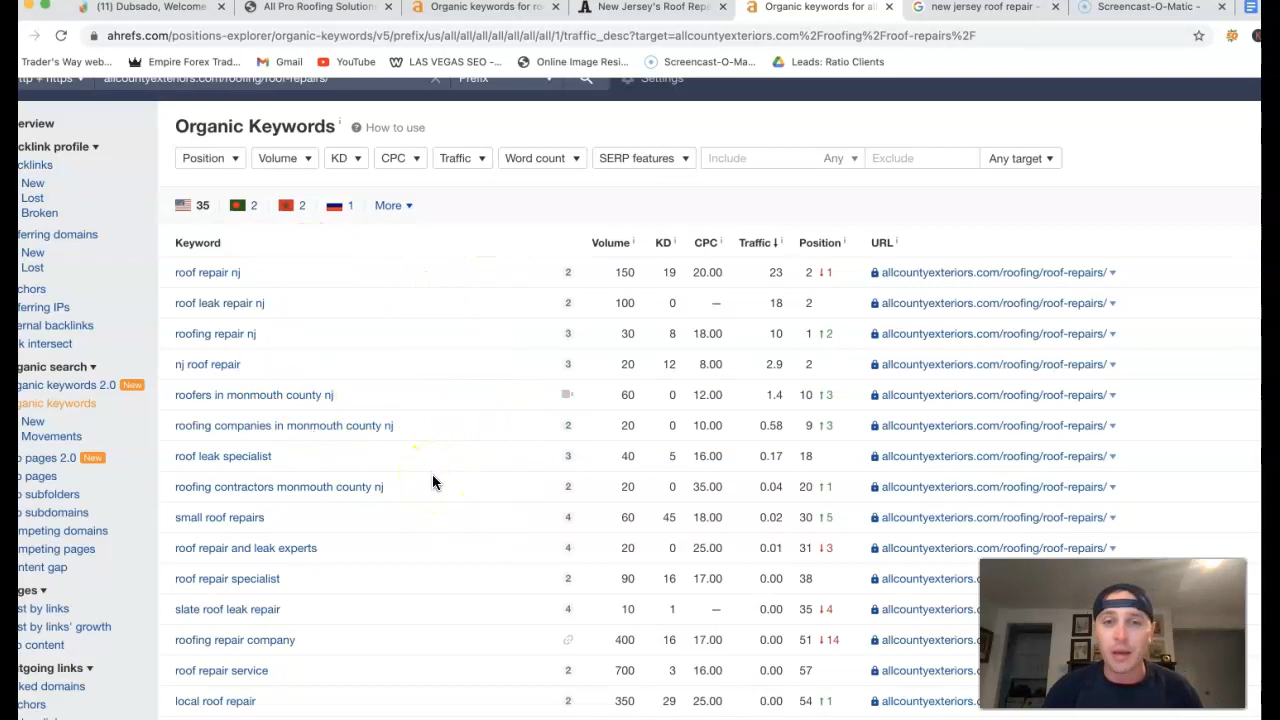 (11) Dubsado, Welcome
All Pro Roofing Solution
Organic keywords for ro
New Jersey's Roof Repa
Organic keywords for all
new jersey roof repair -
Screencast-O-Matic -
ahrefs.com/positions-explorer/organic-keywords/v5/prefix/us/all/all/all/all/all/all/all/1/traffic_desc?target=allcountyexteriors.com%2Froofing%2Froof-repairs%2F
Trader's Way web...
Empire Forex Trad...
Gmail
YouTube
LAS VEGAS SEO -...
Online Image Resi...
Screencast-O-Ma...
Leads: Ratio Clients
ttp + https
allcountyexteriors.com/roofing/roof-repairs/
Prefix
Settings
erview
cklink profile
cklinks
New
Lost
Broken
ferring domains
New
Lost
chors
ferring IPs
ernal backlinks
k intersect
ganic search
ganic keywords 2.0 New
ganic keywords
New
Movements
p pages 2.0 New
p pages
p subfolders
p subdomains
mpeting domains
mpeting pages
ntent gap
ges
st by links
st by links' growth
p content
tgoing links
ked domains
chors
Organic Keywords i How to use
Position Volume KD CPC Traffic Word count SERP features Include Any Exclude Any target
35 2 2 1 More
Keyword Volume i KD i CPC i Traffic i Position i URL i
roof repair nj 2 150 19 20.00 23 2 ↓1 allcountyexteriors.com/roofing/roof-repairs/
roof leak repair nj 2 100 0 — 18 2 allcountyexteriors.com/roofing/roof-repairs/
roofing repair nj 3 30 8 18.00 10 1 ↑2 allcountyexteriors.com/roofing/roof-repairs/
nj roof repair 3 20 12 8.00 2.9 2 allcountyexteriors.com/roofing/roof-repairs/
roofers in monmouth county nj 60 0 12.00 1.4 10 ↑3 allcountyexteriors.com/roofing/roof-repairs/
roofing companies in monmouth county nj 2 20 0 10.00 0.58 9 ↑3 allcountyexteriors.com/roofing/roof-repairs/
roof leak specialist 3 40 5 16.00 0.17 18 allcountyexteriors.com/roofing/roof-repairs/
roofing contractors monmouth county nj 2 20 0 35.00 0.04 20 ↑1 allcountyexteriors.com/roofing/roof-repairs/
small roof repairs 4 60 45 18.00 0.02 30 ↑5 allcountyexteriors.com/roofing/roof-repairs/
roof repair and leak experts 4 20 0 25.00 0.01 31 ↓3 allcountyexteriors.com/roofing/roof-repairs/
roof repair specialist 2 90 16 17.00 0.00 38 allcountyexteriors.c
slate roof leak repair 4 10 1 — 0.00 35 ↓4 allcountyexteriors.c
roofing repair company 400 16 17.00 0.00 51 ↓14 allcountyexteriors.c
roof repair service 2 700 3 16.00 0.00 57 allcountyexteriors.c
local roof repair 2 350 29 25.00 0.00 54 ↑1 allcountyexteriors.c